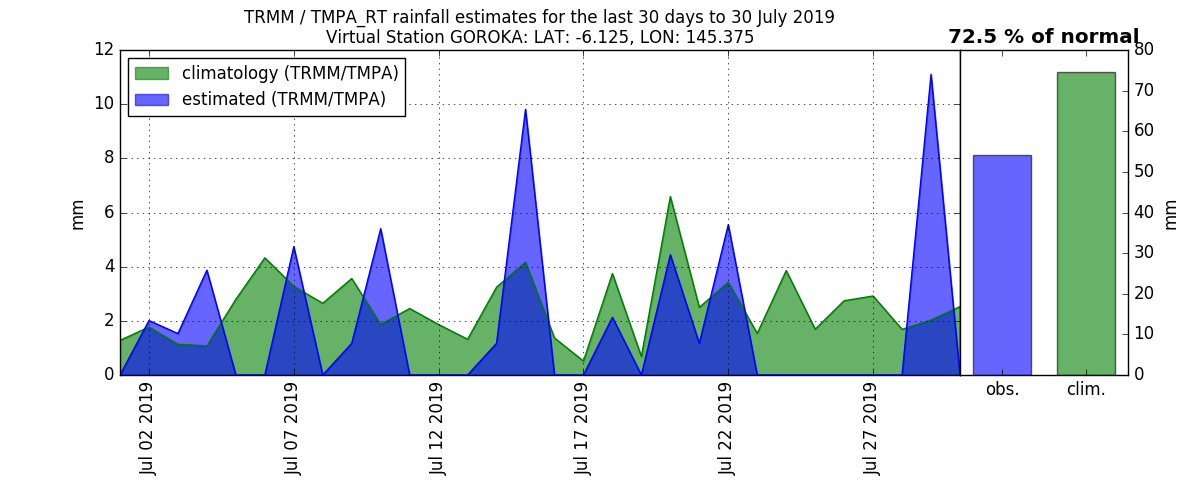 TRMM / TMPA_RT rainfall estimates for the last 30 days to 30 July 2019
Virtual Station GOROKA: LAT: -6.125, LON: 145.375
72.5 % of normal
climatology (TRMM/TMPA)
estimated (TRMM/TMPA)
12
10
8
6
4
2
0
mm
Jul 02 2019
Jul 07 2019
Jul 12 2019
Jul 17 2019
Jul 22 2019
Jul 27 2019
80
70
60
50
40
30
20
10
0
mm
obs.
clim.